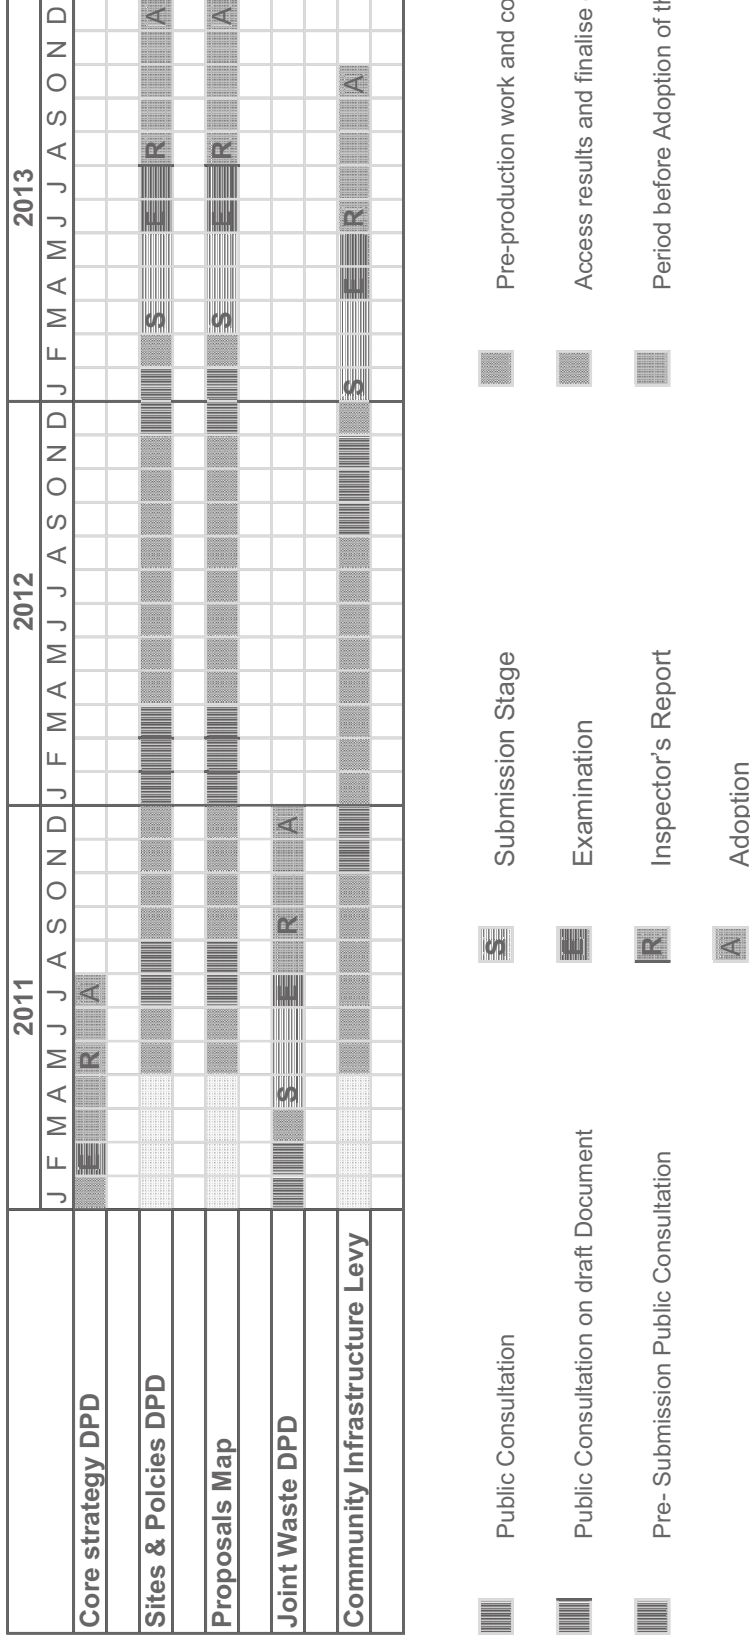 2011 2012 2013
J F M A M J J A S O N D J F M A M J J A S O N D J F M A M J J A S O N D
Core strategy DPD E R A
Sites & Polcies DPD S E R A
Proposals Map S E R A
Joint Waste DPD S E R A
Community Infrastructure Levy S E R A
Public Consultation S Submission Stage Pre-production work and co
Public Consultation on draft Document E Examination Access results and finalise
Pre- Submission Public Consultation R Inspector's Report Period before Adoption of th
A Adoption